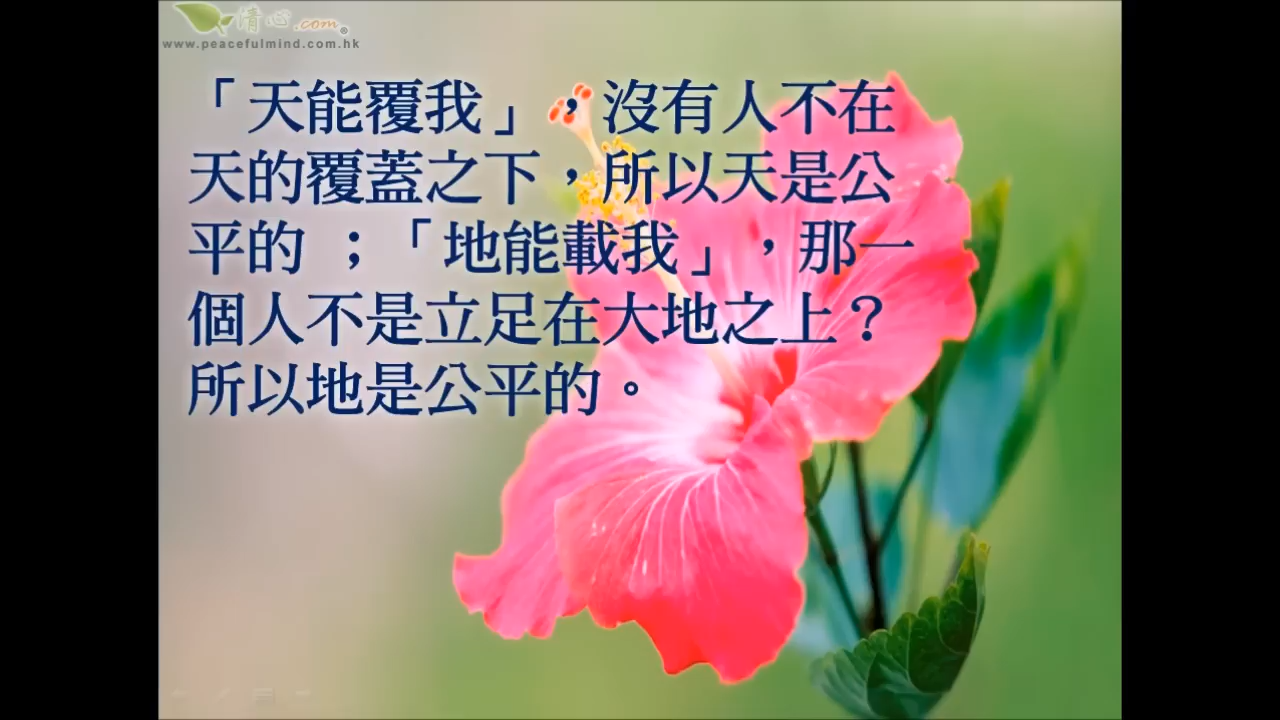 清心.com®
www.peacefulmind.com.hk
「天能覆我」，沒有人不在
天的覆蓋之下，所以天是公
平的 ；「地能載我」，那一
個人不是立足在大地之上？
所以地是公平的。